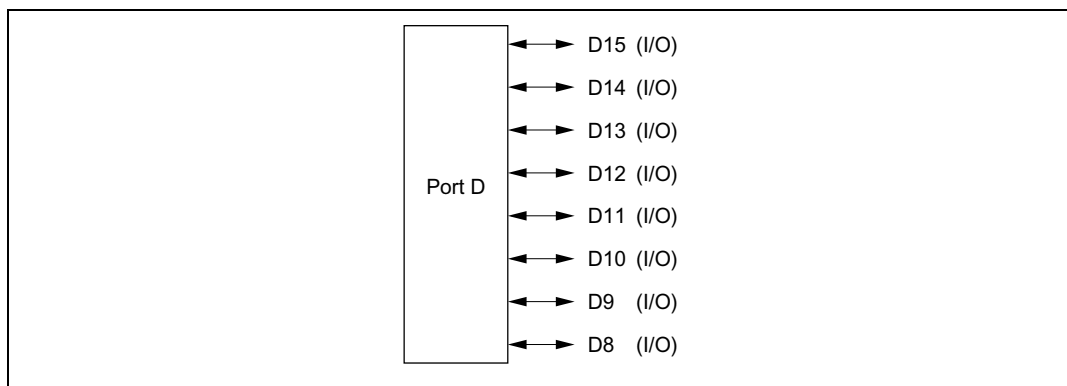 D15 (I/O)
D14 (I/O)
D13 (I/O)
D12 (I/O)
Port D
D11 (I/O)
D10 (I/O)
D9 (I/O)
D8 (I/O)